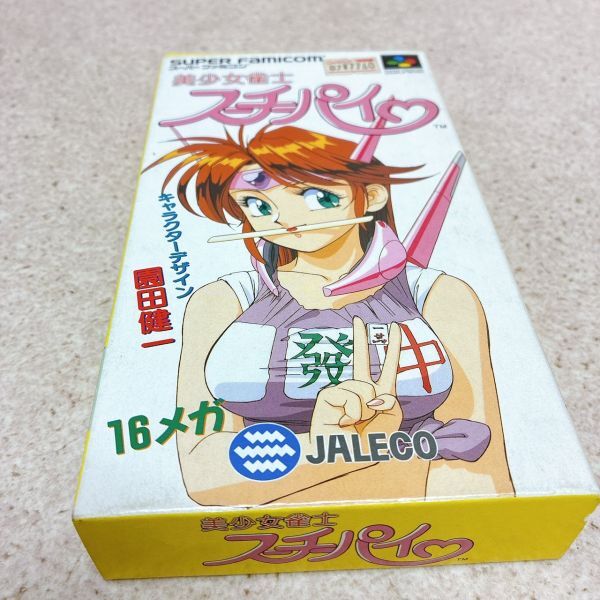 SUPER FAMICOM
スーパーファミコン
美少女雀士
スーチーパイ♡
TM
キャラクターデザイン
園田健一
發 中
16メガ
JALECO
美少女雀士
スーチーパイ♡
TM